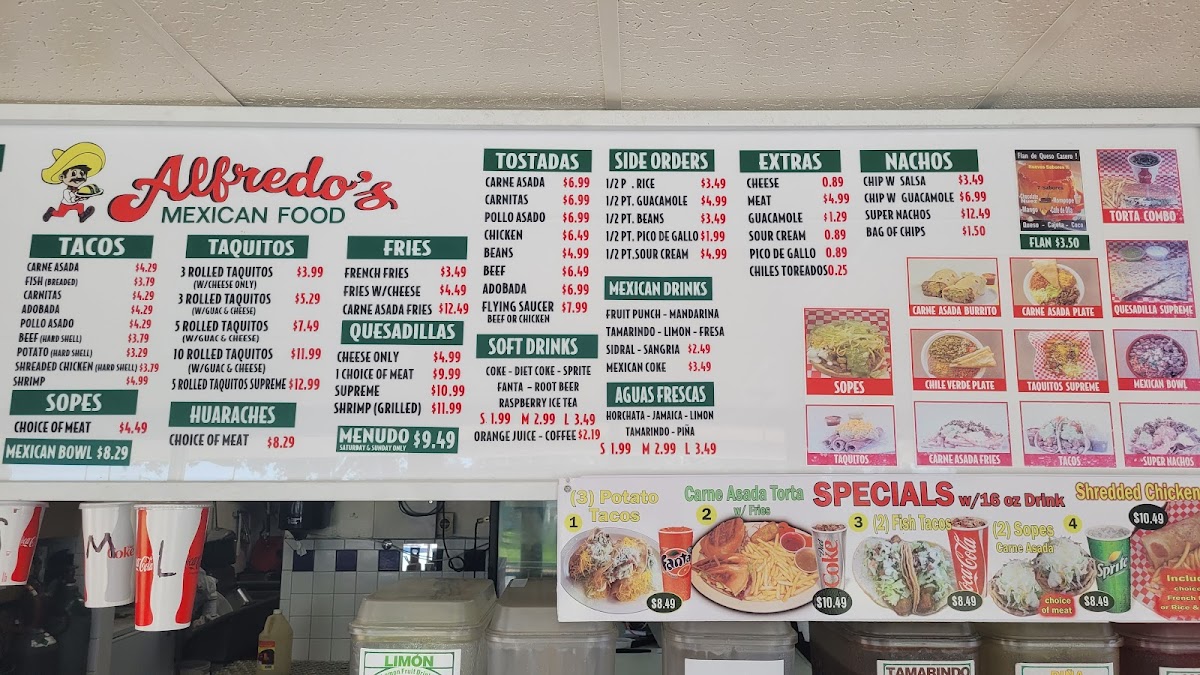 Alfredo's
MEXICAN FOOD
TACOS
CARNE ASADA $4.29
FISH (BREADED) $3.79
CARNITAS $4.29
ADOBADA $4.29
POLLO ASADO $4.29
BEEF (HARD SHELL) $3.79
POTATO (HARD SHELL) $3.29
SHREADED CHICKEN (HARD SHELL) $3.79
SHRIMP $4.99
SOPES
CHOICE OF MEAT $4.49
MEXICAN BOWL $8.29
TAQUITOS
3 ROLLED TAQUITOS $3.99
(W/CHEESE ONLY)
3 ROLLED TAQUITOS $5.29
(W/GUAC & CHEESE)
5 ROLLED TAQUITOS $7.49
(W/GUAC & CHEESE)
10 ROLLED TAQUITOS $11.99
(W/GUAC & CHEESE)
5 ROLLED TAQUITOS SUPREME $12.99
HUARACHES
CHOICE OF MEAT $8.29
FRIES
FRENCH FRIES $3.49
FRIES W/CHEESE $4.49
CARNE ASADA FRIES $12.49
QUESADILLAS
CHEESE ONLY $4.99
1 CHOICE OF MEAT $9.99
SUPREME $10.99
SHRIMP (GRILLED) $11.99
MENUDO $9.49
SATURDAY & SUNDAY ONLY
TOSTADAS
CARNE ASADA $6.99
CARNITAS $6.99
POLLO ASADO $6.99
CHICKEN $6.49
BEANS $4.99
BEEF $6.49
ADOBADA $6.99
FLYING SAUCER $7.99
BEEF OR CHICKEN
SOFT DRINKS
COKE - DIET COKE - SPRITE
FANTA - ROOT BEER
RASPBERRY ICE TEA
S 1.99 M 2.99 L 3.49
ORANGE JUICE - COFFEE $2.19
SIDE ORDERS
1/2 P . RICE $3.49
1/2 PT. GUACAMOLE $4.99
1/2 PT. BEANS $3.49
1/2 PT. PICO DE GALLO $1.99
1/2 PT. SOUR CREAM $4.99
MEXICAN DRINKS
FRUIT PUNCH - MANDARINA
TAMARINDO - LIMON - FRESA
SIDRAL - SANGRIA $2.49
MEXICAN COKE $3.49
AGUAS FRESCAS
HORCHATA - JAMAICA - LIMON
TAMARINDO - PIÑA
S 1.99 M 2.99 L 3.49
EXTRAS
CHEESE 0.89
MEAT $4.99
GUACAMOLE $1.29
SOUR CREAM 0.89
PICO DE GALLO 0.89
CHILES TOREADOS 0.25
NACHOS
CHIP W SALSA $3.49
CHIP W GUACAMOLE $6.99
SUPER NACHOS $12.49
BAG OF CHIPS $1.50
Flan de Queso Casero !
FLAN $3.50
TORTA COMBO
CARNE ASADA BURRITO
CARNE ASADA PLATE
QUESADILLA SUPREME
SOPES
CHILE VERDE PLATE
TAQUITOS SUPREME
MEXICAN BOWL
TAQUITOS
CARNE ASADA FRIES
TACOS
SUPER NACHOS
SPECIALS w/16 oz Drink
1
(3) Potato
Tacos
Fanta
$8.49
2
Carne Asada Torta
w/ Fries
Coke
$10.49
3
(2) Fish Tacos
Coca-Cola
$8.49
4
(2) Sopes
Carne Asada
choice
of meat
Sprite
$8.49
Shredded Chicken
$10.49
Includ
choice
French
or Rice &
M
Coke
L
LIMÓN
TAMARINDO